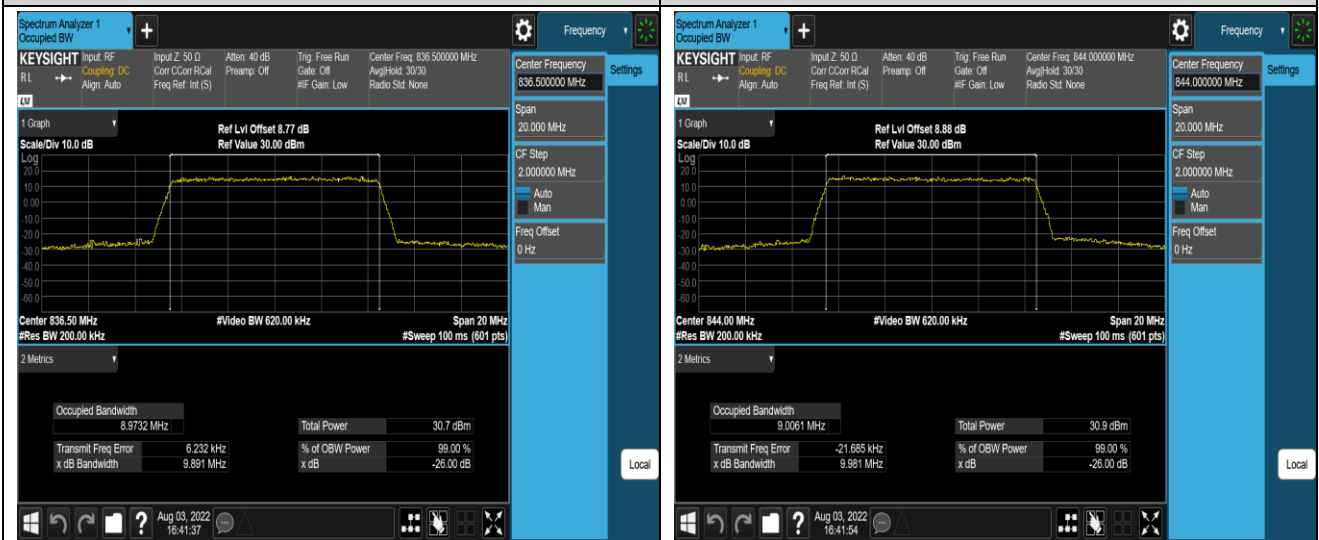 Spectrum Analyzer 1
Occupied BW
Frequency
KEYSIGHT
R L
LXI
Input: RF
Coupling: DC
Align: Auto
Input Z: 50 Ω
Corr CCorr RCal
Freq Ref: Int (S)
Atten: 40 dB
Preamp: Off
Trig: Free Run
Gate: Off
#IF Gain: Low
Center Freq: 836.500000 MHz
Avg|Hold: 30/30
Radio Std: None
Center Frequency
836.500000 MHz
Settings
Span
20.000 MHz
CF Step
2.000000 MHz
Auto
Man
Freq Offset
0 Hz
1 Graph
Scale/Div 10.0 dB
Ref Lvl Offset 8.77 dB
Ref Value 30.00 dBm
Log
20.0
10.0
0.00
-10.0
-20.0
-30.0
-40.0
-50.0
-60.0
Center 836.50 MHz
#Res BW 200.00 kHz
#Video BW 620.00 kHz
Span 20 MHz
#Sweep 100 ms (601 pts)
2 Metrics
Occupied Bandwidth
8.9732 MHz
Total Power 30.7 dBm
Transmit Freq Error 6.232 kHz
% of OBW Power 99.00 %
x dB Bandwidth 9.891 MHz
x dB -26.00 dB
Local
?
Aug 03, 2022
16:41:37
Spectrum Analyzer 1
Occupied BW
Frequency
KEYSIGHT
R L
LXI
Input: RF
Coupling: DC
Align: Auto
Input Z: 50 Ω
Corr CCorr RCal
Freq Ref: Int (S)
Atten: 40 dB
Preamp: Off
Trig: Free Run
Gate: Off
#IF Gain: Low
Center Freq: 844.000000 MHz
Avg|Hold: 30/30
Radio Std: None
Center Frequency
844.000000 MHz
Settings
Span
20.000 MHz
CF Step
2.000000 MHz
Auto
Man
Freq Offset
0 Hz
1 Graph
Scale/Div 10.0 dB
Ref Lvl Offset 8.88 dB
Ref Value 30.00 dBm
Log
20.0
10.0
0.00
-10.0
-20.0
-30.0
-40.0
-50.0
-60.0
Center 844.00 MHz
#Res BW 200.00 kHz
#Video BW 620.00 kHz
Span 20 MHz
#Sweep 100 ms (601 pts)
2 Metrics
Occupied Bandwidth
9.0061 MHz
Total Power 30.9 dBm
Transmit Freq Error -21.685 kHz
% of OBW Power 99.00 %
x dB Bandwidth 9.981 MHz
x dB -26.00 dB
Local
?
Aug 03, 2022
16:41:54